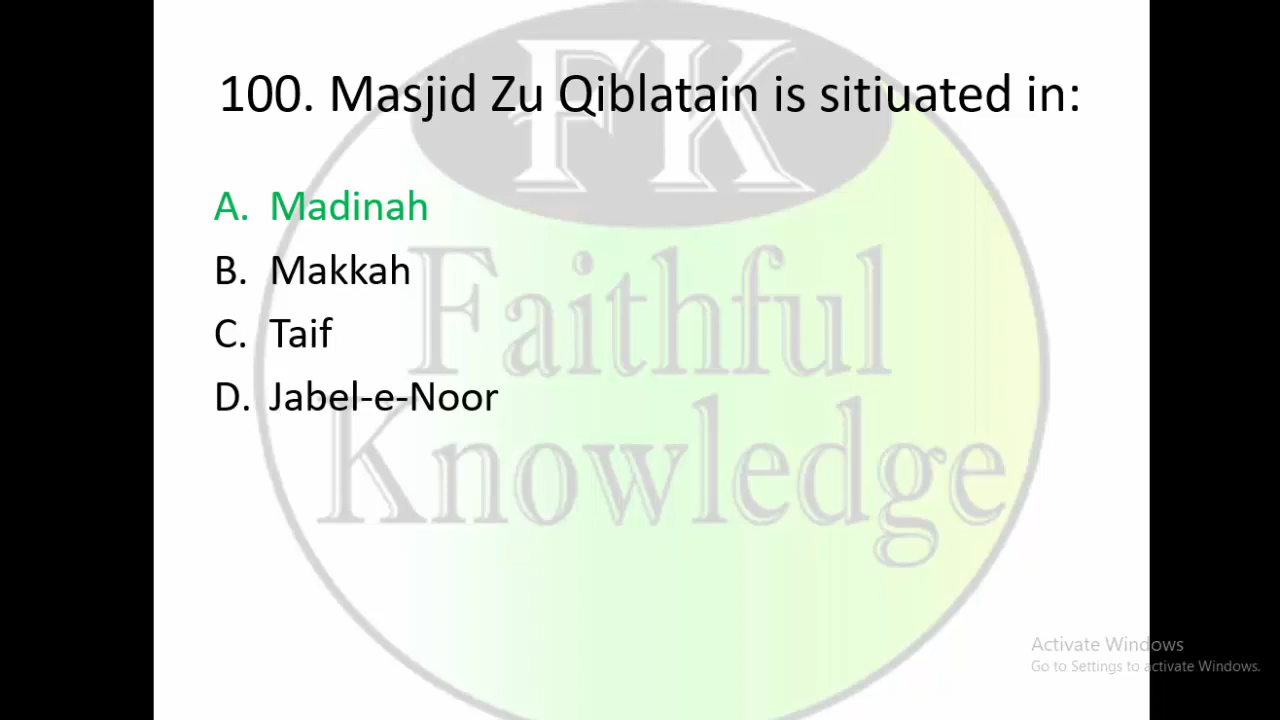 FK
100. Masjid Zu Qiblatain is sitiuated in:
A. Madinah
B. Makkah
C. Taif
D. Jabel-e-Noor
Faithful
Knowledge
Activate Windows
Go to Settings to activate Windows.